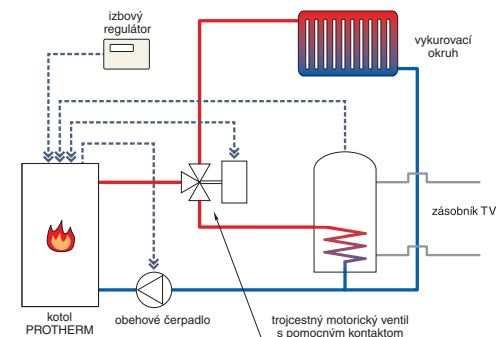 izbový
regulátor
vykurovací
okruh
zásobník TV
kotol
PROTHERM
obehové čerpadlo
trojcestný motorický ventil
s pomocným kontaktom